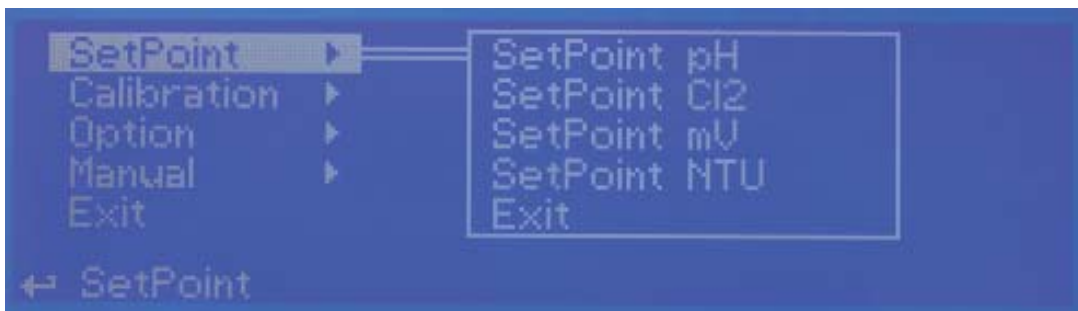 SetPoint
Calibration
Option
Manual
Exit
SetPoint pH
SetPoint Cl2
SetPoint mV
SetPoint NTU
Exit
SetPoint